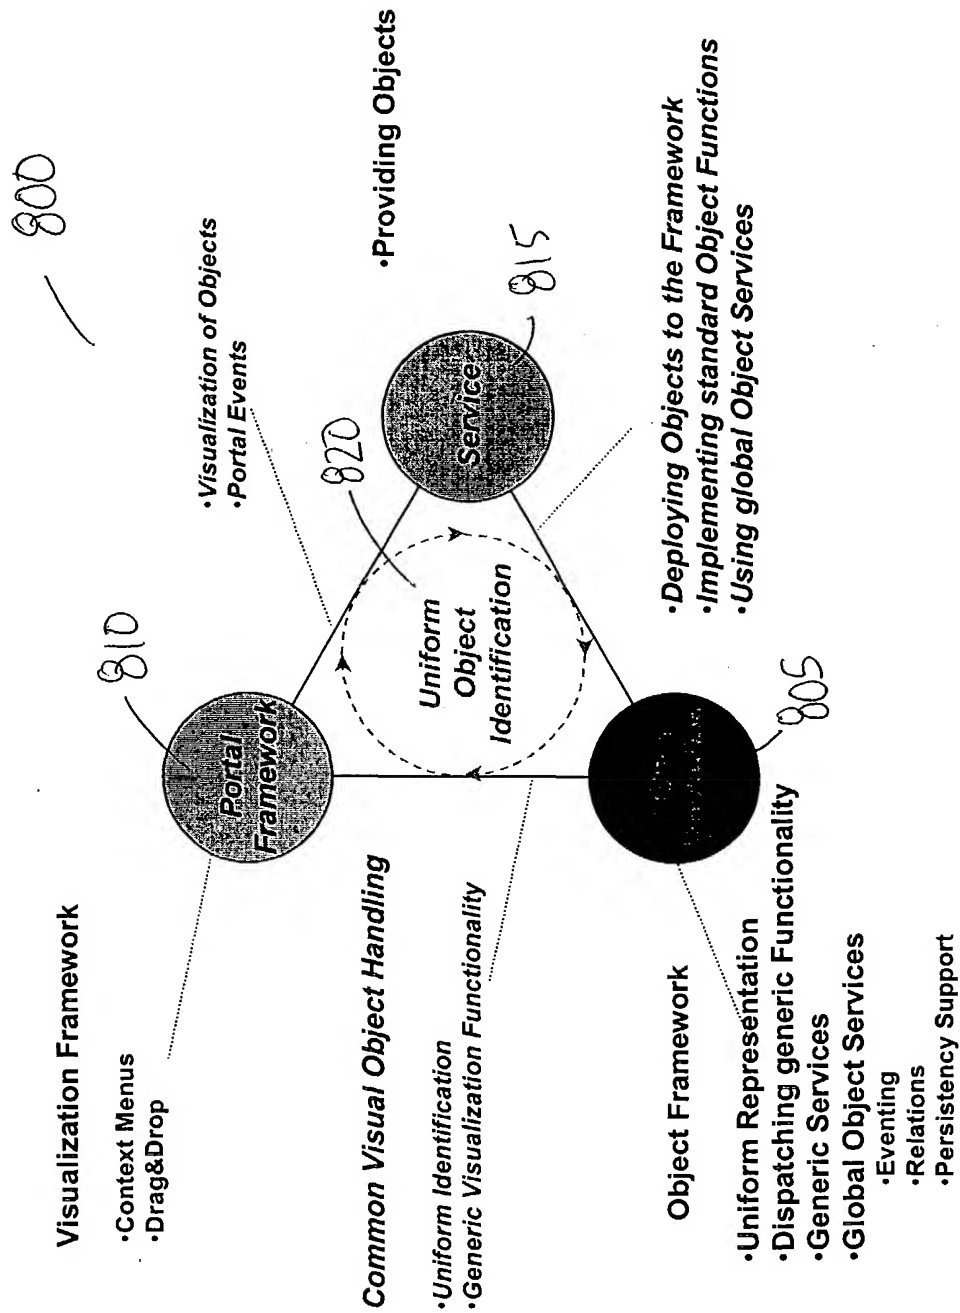 800
Visualization Framework
•Context Menus
•Drag&Drop
810
Portal
Framework
•Visualization of Objects
•Portal Events
Common Visual Object Handling
•Uniform Identification
•Generic Visualization Functionality
Uniform
Object
Identification
820
Service
815
•Providing Objects
Object Framework
•Uniform Representation
•Dispatching generic Functionality
•Generic Services
•Global Object Services
•Eventing
•Relations
•Persistency Support
805
•Deploying Objects to the Framework
•Implementing standard Object Functions
•Using global Object Services